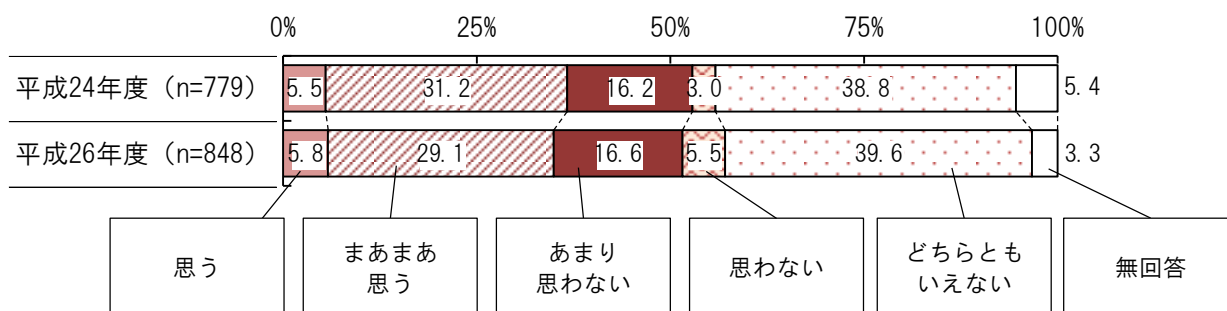 0% 25% 50% 75% 100%
平成24年度（n=779） 5.5 31.2 16.2 3.0 38.8 5.4
平成26年度（n=848） 5.8 29.1 16.6 5.5 39.6 3.3
思う
まあまあ
思う
あまり
思わない
思わない
どちらとも
いえない
無回答